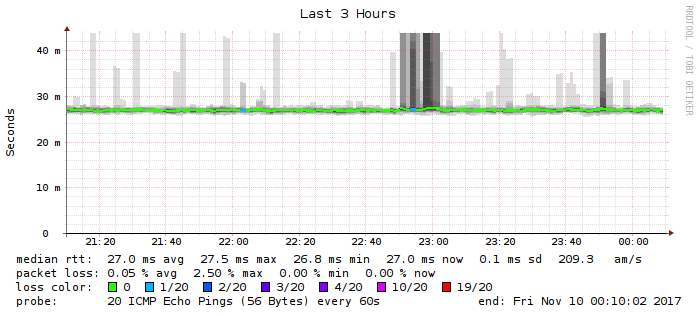 Last 3 Hours
RRDTOOL / TOBI OETIKER
Seconds
40 m
30 m
20 m
10 m
0
21:20 21:40 22:00 22:20 22:40 23:00 23:20 23:40 00:00
median rtt: 27.0 ms avg 27.5 ms max 26.8 ms min 27.0 ms now 0.1 ms sd 209.3 am/s
packet loss: 0.05 % avg 2.50 % max 0.00 % min 0.00 % now
loss color: 0 1/20 2/20 3/20 4/20 10/20 19/20
probe: 20 ICMP Echo Pings (56 Bytes) every 60s end: Fri Nov 10 00:10:02 2017